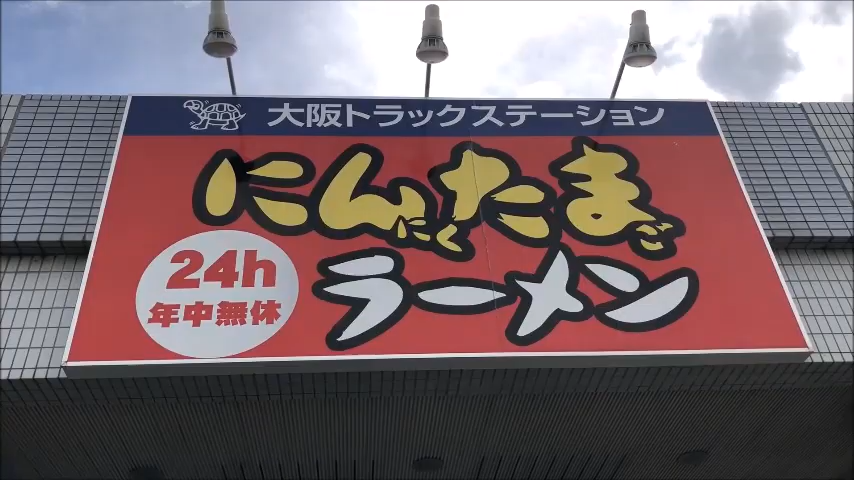 大阪トラックステーション
にんにくたまご
ラーメン
24h
年中無休